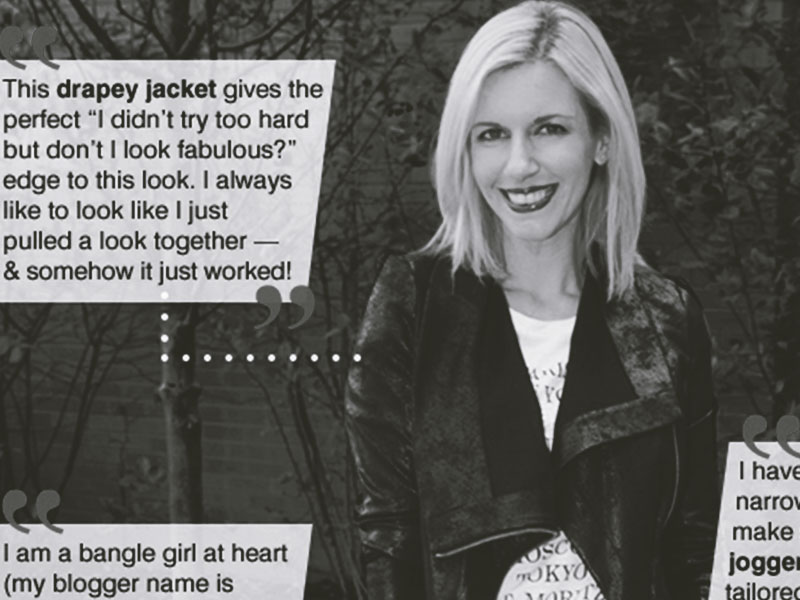 This drapey jacket gives the
perfect “I didn’t try too hard
but don’t I look fabulous?”
edge to this look. I always
like to look like I just
pulled a look together —
& somehow it just worked!
I am a bangle girl at heart
(my blogger name is
I have
narrow
make
jogger
tailored
TOKYO